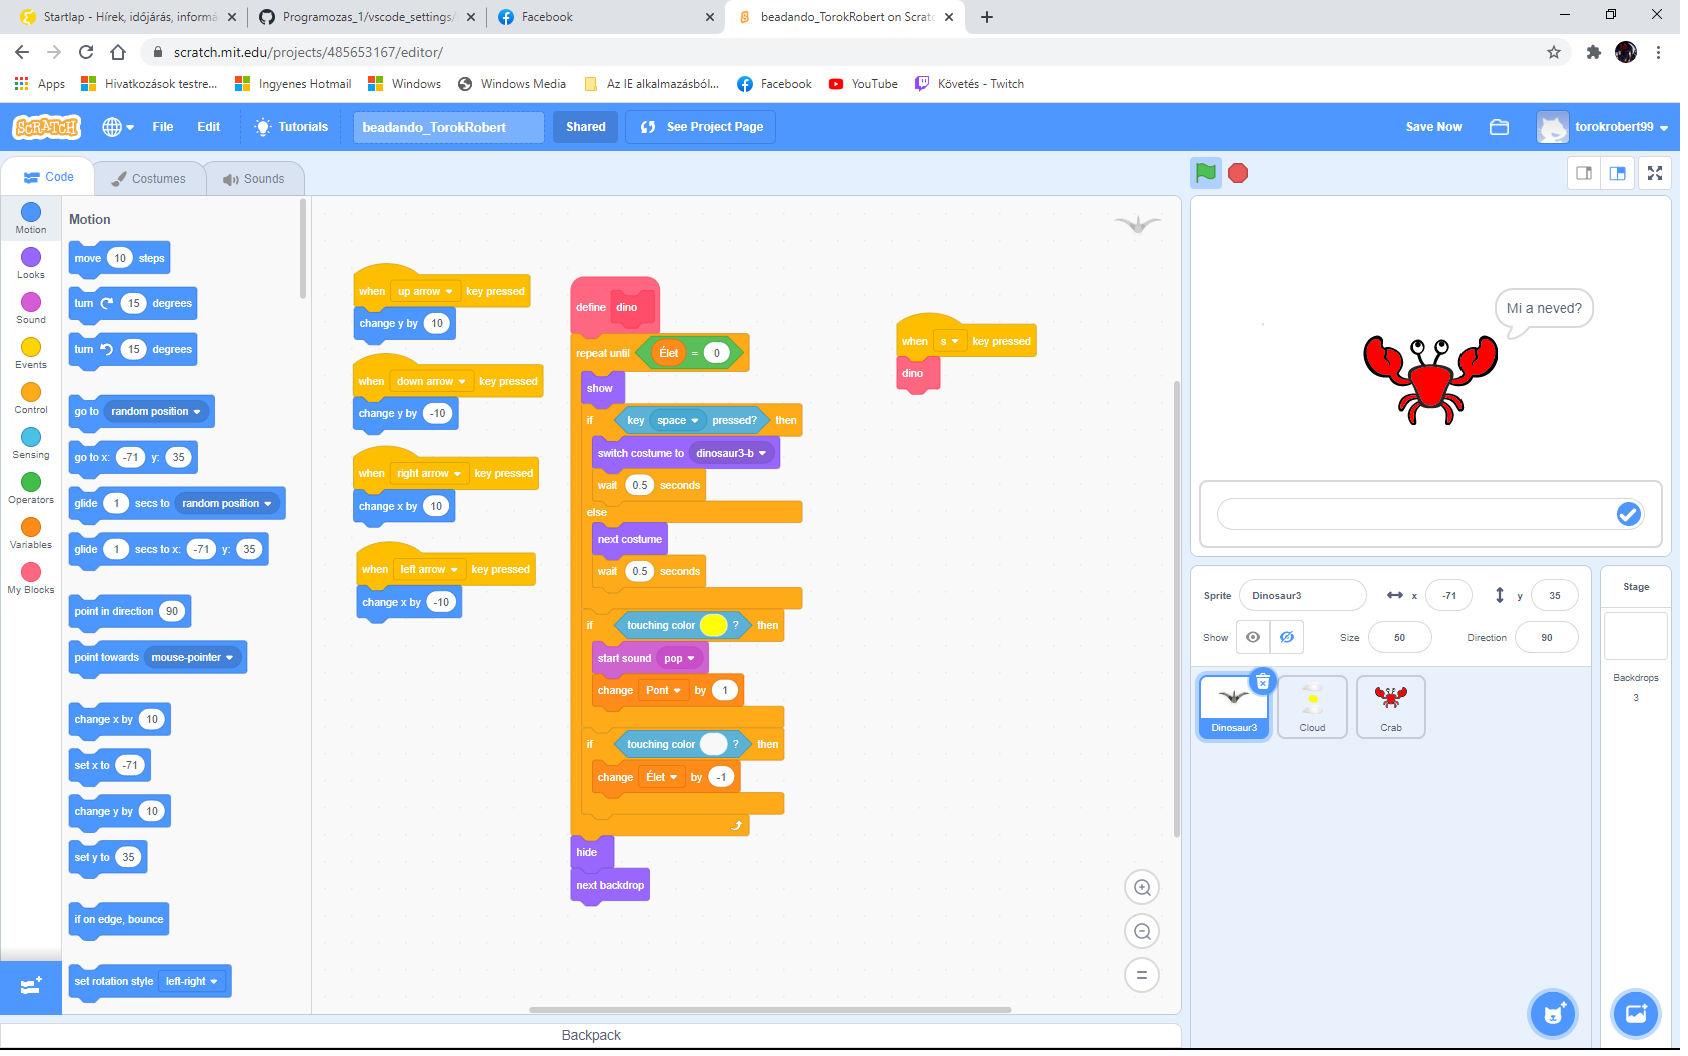 Startlap - Hírek, időjárás, informá
Programozas_1/vscode_settings/
Facebook
beadando_TorokRobert on Scratc
scratch.mit.edu/projects/485653167/editor/
Apps
Hivatkozások testre...
Ingyenes Hotmail
Windows
Windows Media
Az IE alkalmazásból...
Facebook
YouTube
Követés - Twitch
SCRATCH
File
Edit
Tutorials
beadando_TorokRobert
Shared
See Project Page
Save Now
torokrobert99
Code
Costumes
Sounds
Motion
Looks
Sound
Events
Control
Sensing
Operators
Variables
My Blocks
Motion
move 10 steps
turn 15 degrees
turn 15 degrees
go to random position
go to x: -71 y: 35
glide 1 secs to random position
glide 1 secs to x: -71 y: 35
point in direction 90
point towards mouse-pointer
change x by 10
set x to -71
change y by 10
set y to 35
if on edge, bounce
set rotation style left-right
when up arrow key pressed
change y by 10
when down arrow key pressed
change y by -10
when right arrow key pressed
change x by 10
when left arrow key pressed
change x by -10
define dino
repeat until Élet = 0
show
if key space pressed? then
switch costume to dinosaur3-b
wait 0.5 seconds
else
next costume
wait 0.5 seconds
if touching color ? then
start sound pop
change Pont by 1
if touching color ? then
change Élet by -1
hide
next backdrop
when s key pressed
dino
Mi a neved?
Sprite Dinosaur3 x -71 y 35
Show Size 50 Direction 90
Dinosaur3
Cloud
Crab
Stage
Backdrops
3
Backpack